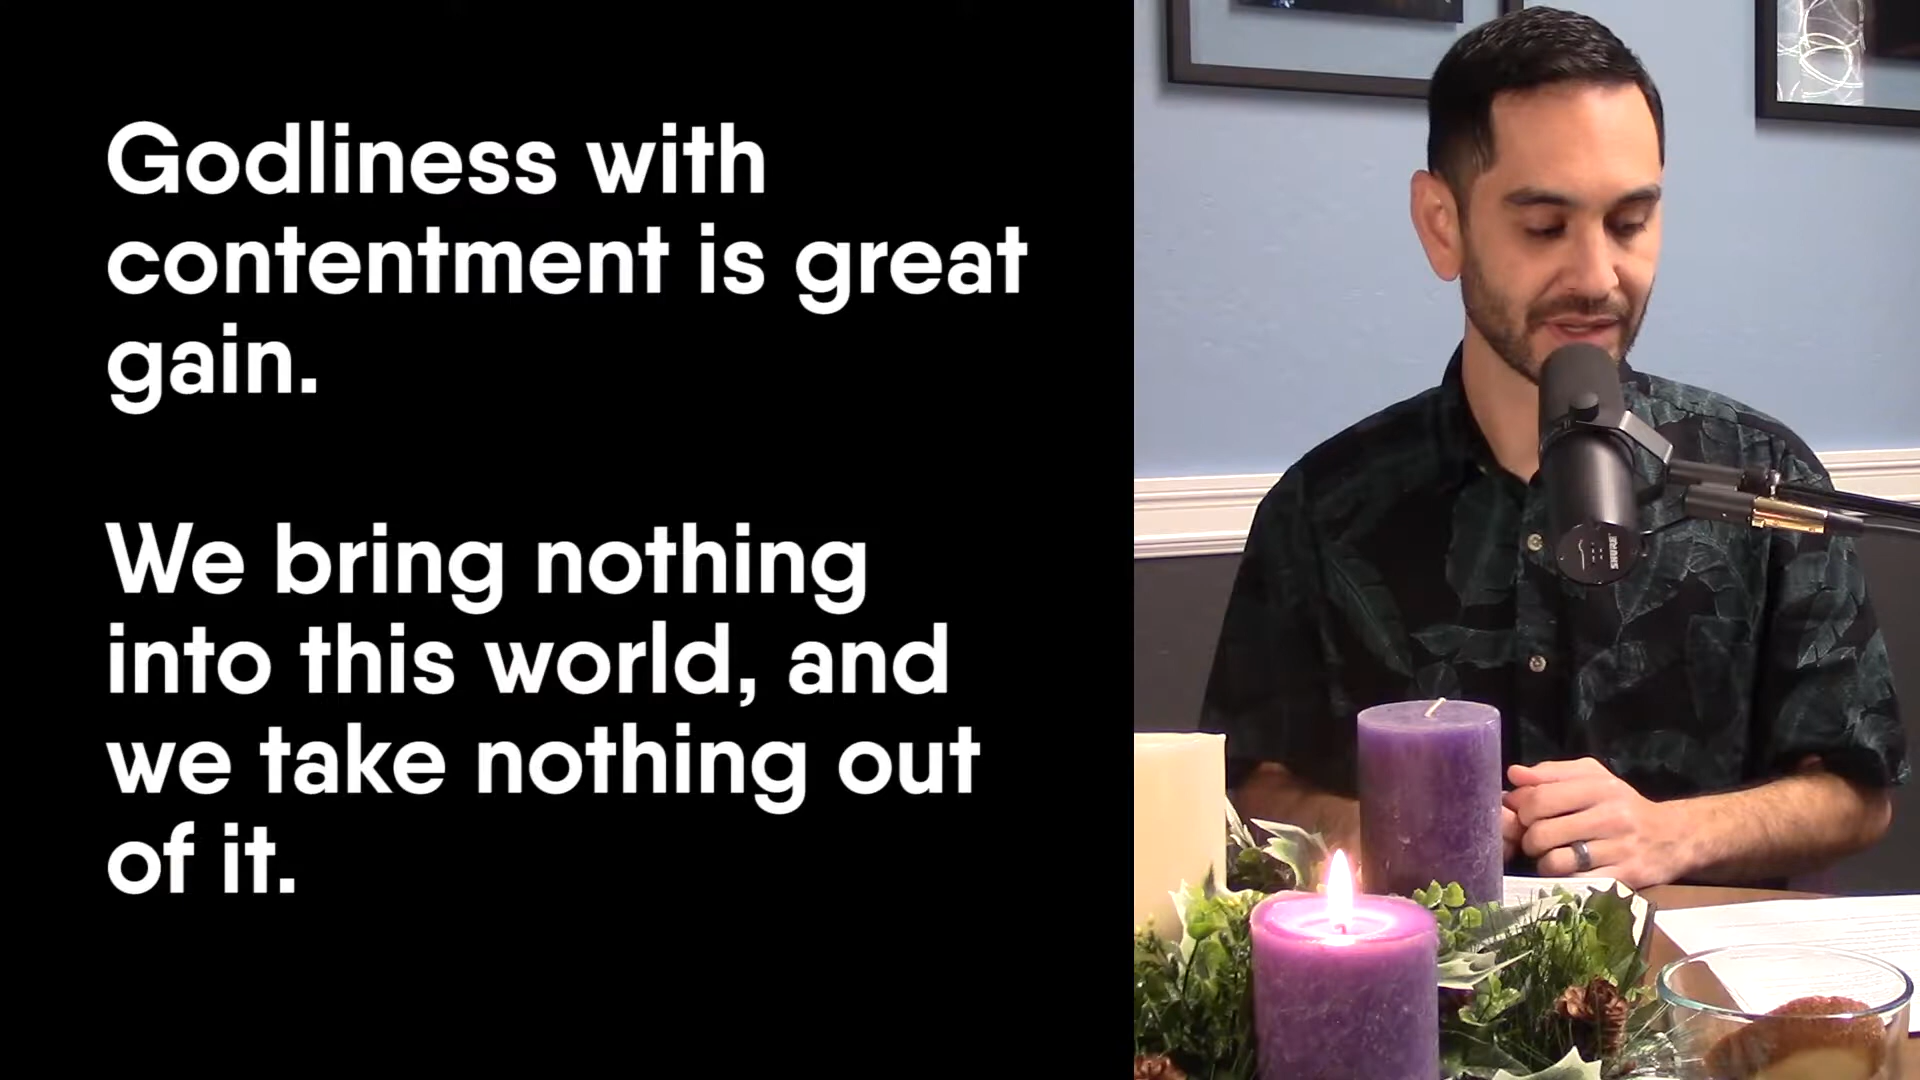 Godliness with
contentment is great
gain.
We bring nothing
into this world, and
we take nothing out
of it.
SHURE